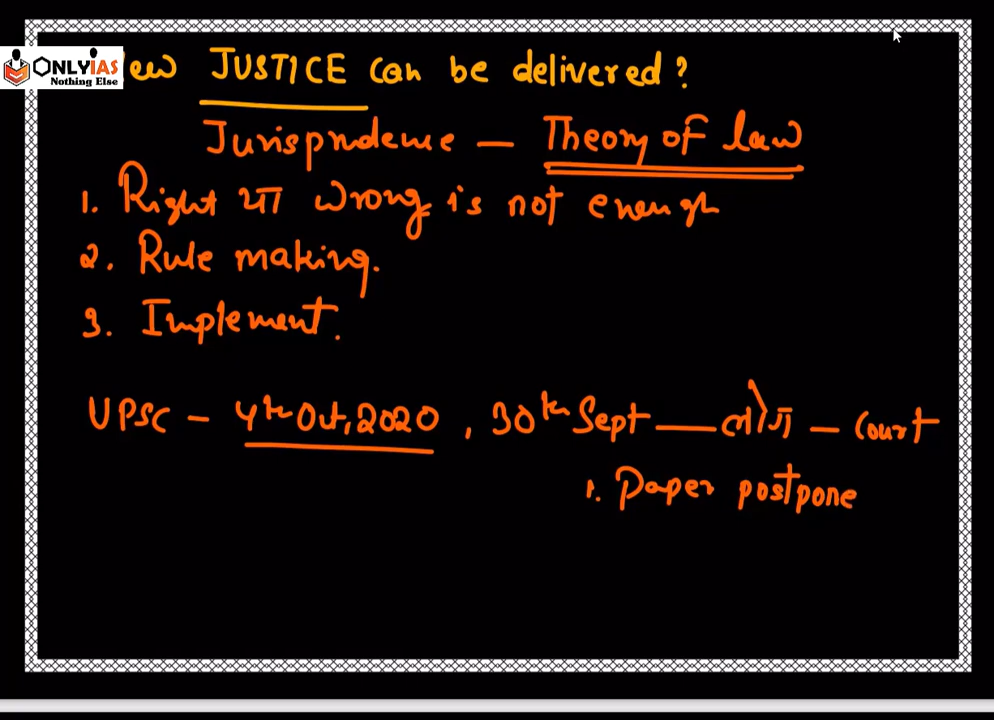 ONLYIAS
Nothing Else
JUSTICE can be delivered?
Jurisprudence — Theory of law
1. Right या wrong is not enough
2. Rule making.
3. Implement.
UPSC - 4th Oct, 2020, 30th Sept — लोग — Court
1. Paper postpone